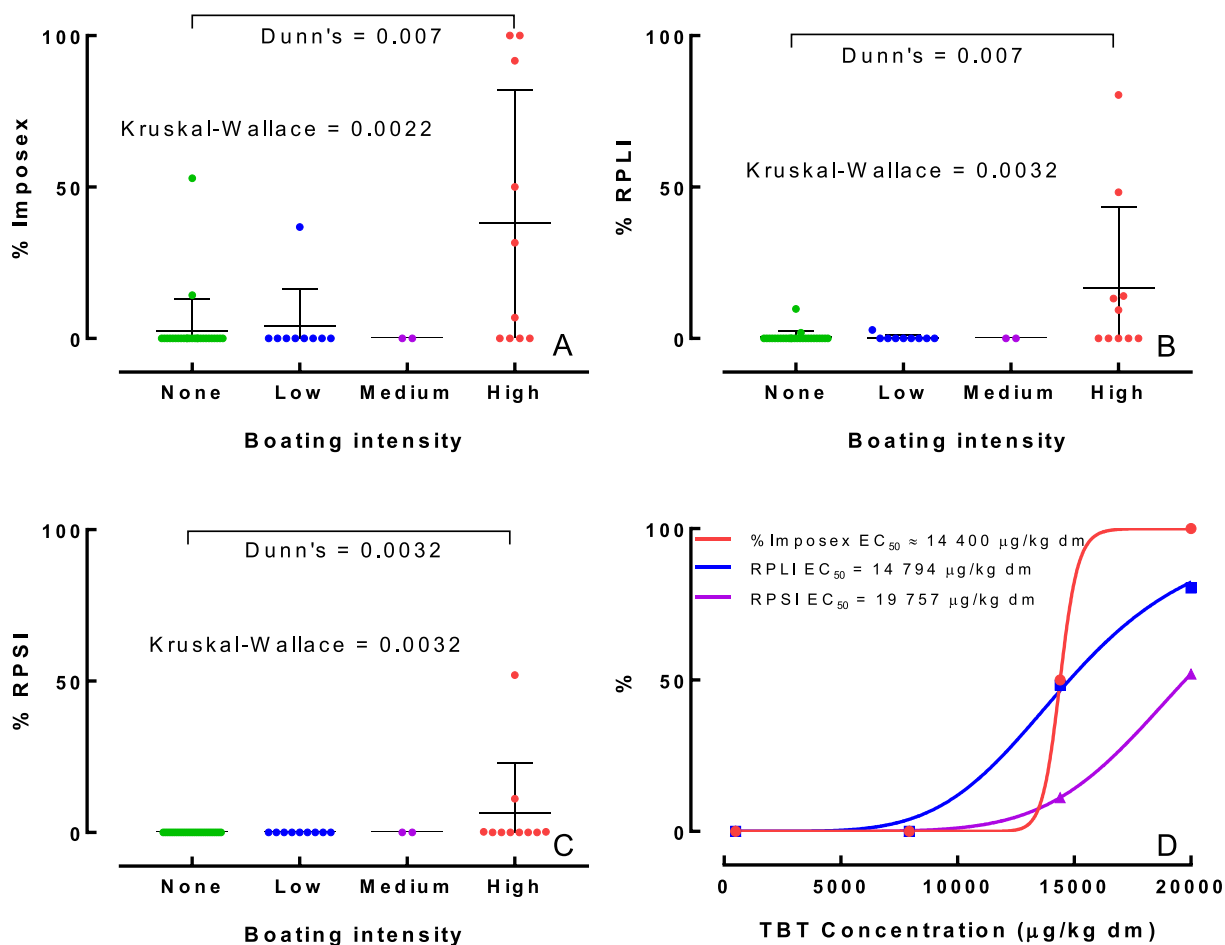 Dunn's = 0.007
Kruskal-Wallace = 0.0022
% Imposex
100
50
0
A
None Low Medium High
Boating intensity
Dunn's = 0.007
Kruskal-Wallace = 0.0032
% RPLI
100
50
0
B
None Low Medium High
Boating intensity
Dunn's = 0.0032
Kruskal-Wallace = 0.0032
% RPSI
100
50
0
C
None Low Medium High
Boating intensity
% Imposex EC50 ≈ 14 400 µg/kg dm
RPLI EC50 = 14 794 µg/kg dm
RPSI EC50 = 19 757 µg/kg dm
%
100
50
0
D
0 5000 10000 15000 20000
TBT Concentration (µg/kg dm)